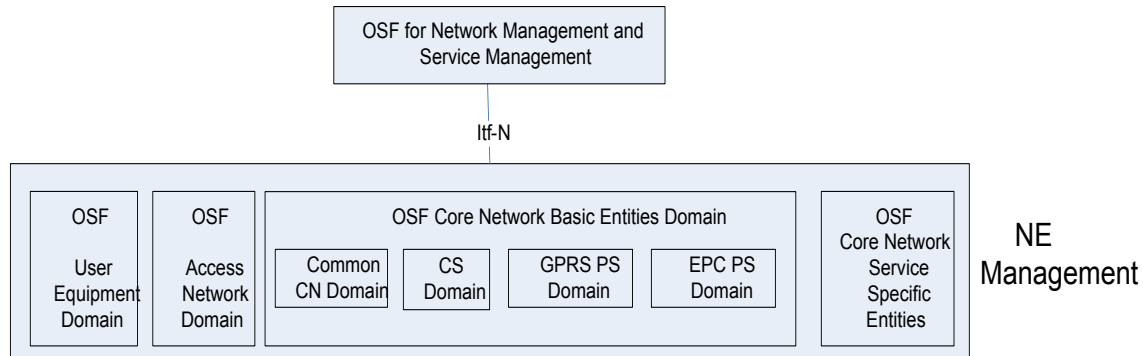 OSF for Network Management and
Service Management
Itf-N
OSF
User
Equipment
Domain
OSF
Access
Network
Domain
OSF Core Network Basic Entities Domain
Common
CN Domain
CS
Domain
GPRS PS
Domain
EPC PS
Domain
OSF
Core Network
Service
Specific
Entities
NE
Management